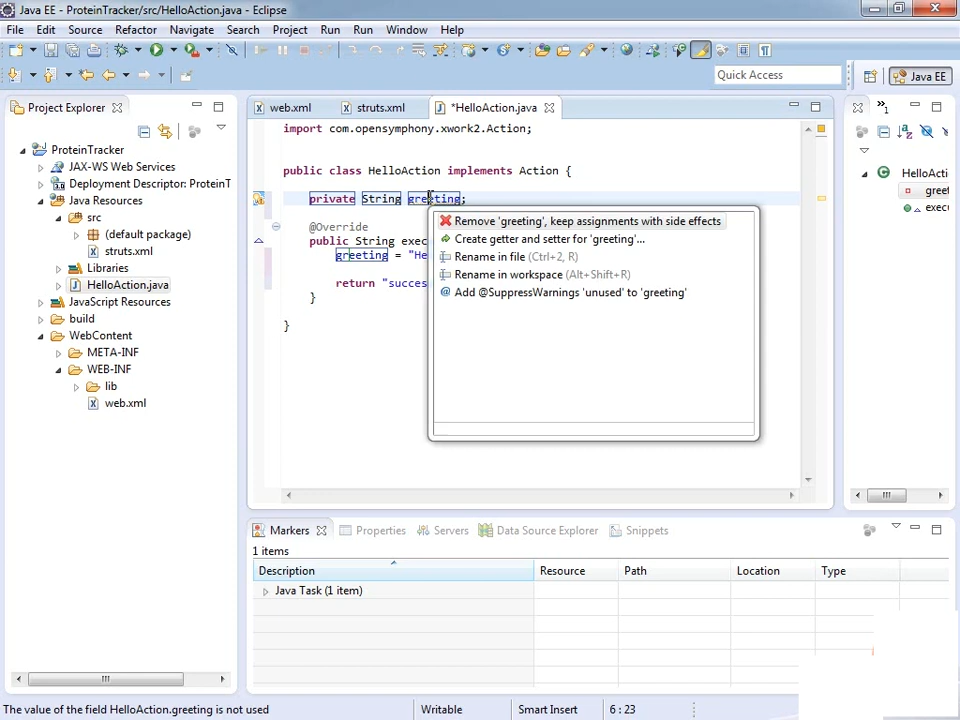 Java EE - ProteinTracker/src/HelloAction.java - Eclipse
File Edit Source Refactor Navigate Search Project Run Run Window Help
Quick Access
Java EE
Project Explorer
ProteinTracker
JAX-WS Web Services
Deployment Descriptor: ProteinT
Java Resources
src
(default package)
struts.xml
Libraries
HelloAction.java
JavaScript Resources
build
WebContent
META-INF
WEB-INF
lib
web.xml
web.xml struts.xml *HelloAction.java
import com.opensymphony.xwork2.Action;
public class HelloAction implements Action {
private String greeting;
@Override
public String exec
greeting = "He
return "succes
}
}
Remove 'greeting', keep assignments with side effects
Create getter and setter for 'greeting'...
Rename in file (Ctrl+2, R)
Rename in workspace (Alt+Shift+R)
Add @SuppressWarnings 'unused' to 'greeting'
»1
HelloActi
greet
exec
Markers Properties Servers Data Source Explorer Snippets
1 items
Description Resource Path Location Type
Java Task (1 item)
The value of the field HelloAction.greeting is not used Writable Smart Insert 6 : 23